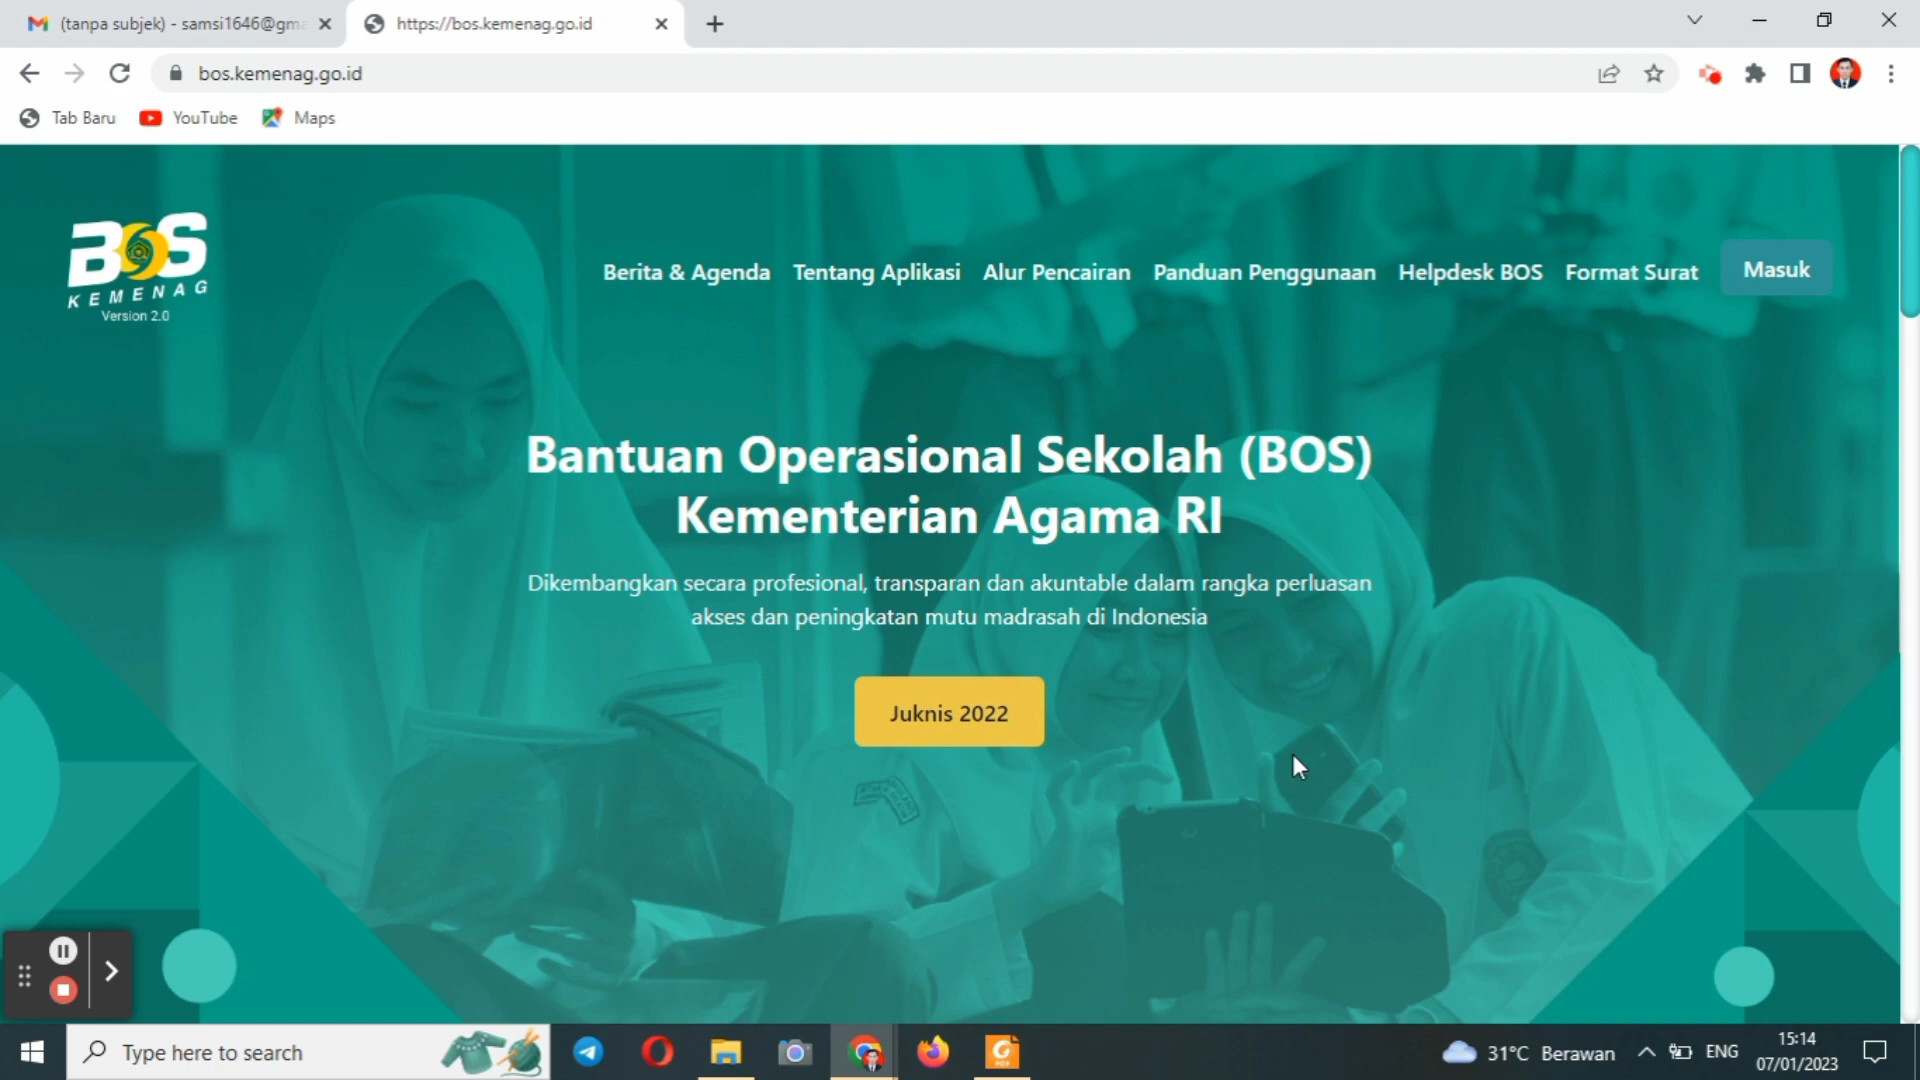 (tanpa subjek) - samsi1646@gma
https://bos.kemenag.go.id
bos.kemenag.go.id
Tab Baru
YouTube
Maps
BOS
KEMENAG
Version 2.0
Berita & Agenda
Tentang Aplikasi
Alur Pencairan
Panduan Penggunaan
Helpdesk BOS
Format Surat
Masuk
Bantuan Operasional Sekolah (BOS)
Kementerian Agama RI
Dikembangkan secara profesional, transparan dan akuntable dalam rangka perluasan
akses dan peningkatan mutu madrasah di Indonesia
Juknis 2022
Type here to search
31°C Berawan
ENG
15:14
07/01/2023